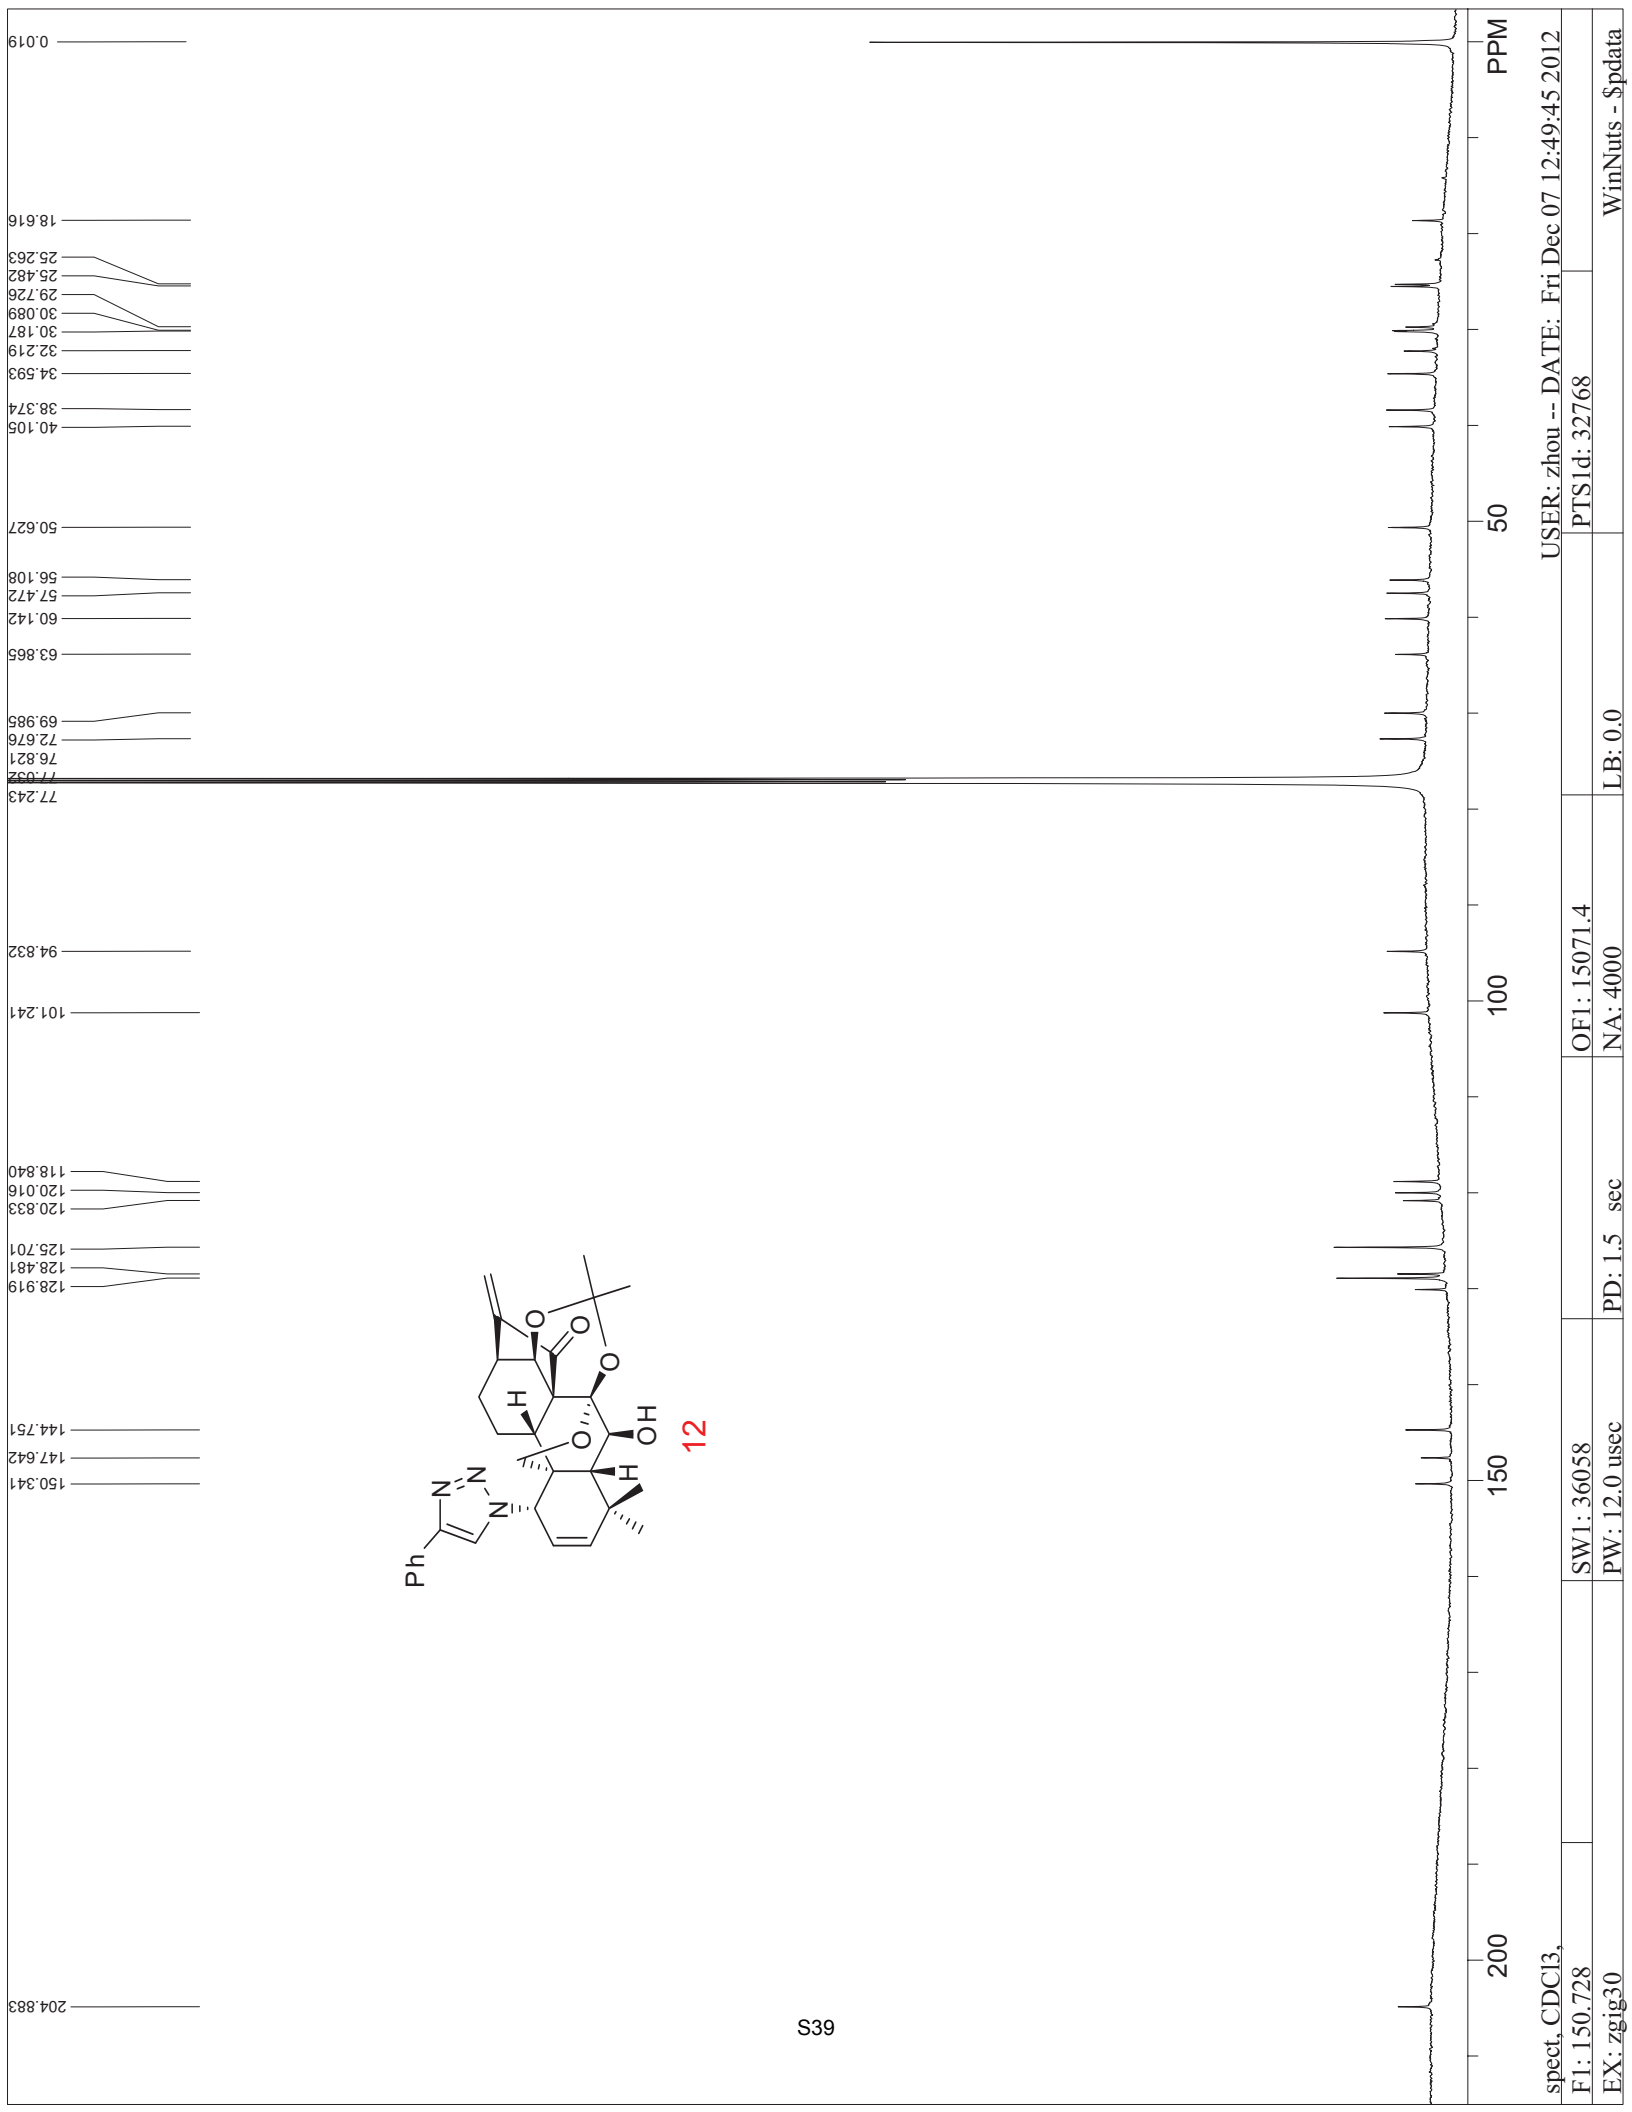 0.019
18.616
25.263
25.482
29.726
30.089
30.187
32.219
34.593
38.374
40.105
50.627
56.108
57.472
60.142
63.865
69.985
72.676
76.821
77.032
77.243
94.832
101.241
118.840
120.016
120.833
125.701
128.481
128.919
144.751
147.642
150.341
204.883
Ph
N
N
N
H
O
O
O
O
OH
H
12
PPM
50
100
150
200
USER: zhou -- DATE: Fri Dec 07 12:49:45 2012
spect, CDCl3,
F1: 150.728 SW1: 36058 OF1: 15071.4 PTS1d: 32768
EX: zgig30 PW: 12.0 usec PD: 1.5 sec NA: 4000 LB: 0.0 WinNuts - $pdata
S39